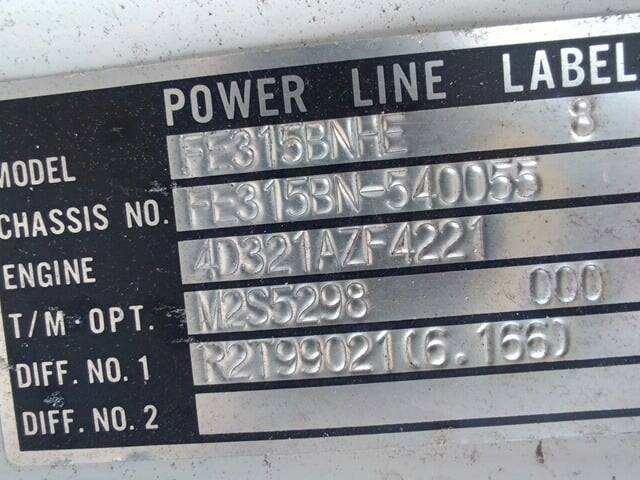 POWER LINE LABEL
MODEL FE315BNHE 8
CHASSIS NO. FE315BN-540055
ENGINE 4D321AZF4221
T/M·OPT. M2S5298 000
DIFF. NO. 1 R2T99021(6.166)
DIFF. NO. 2